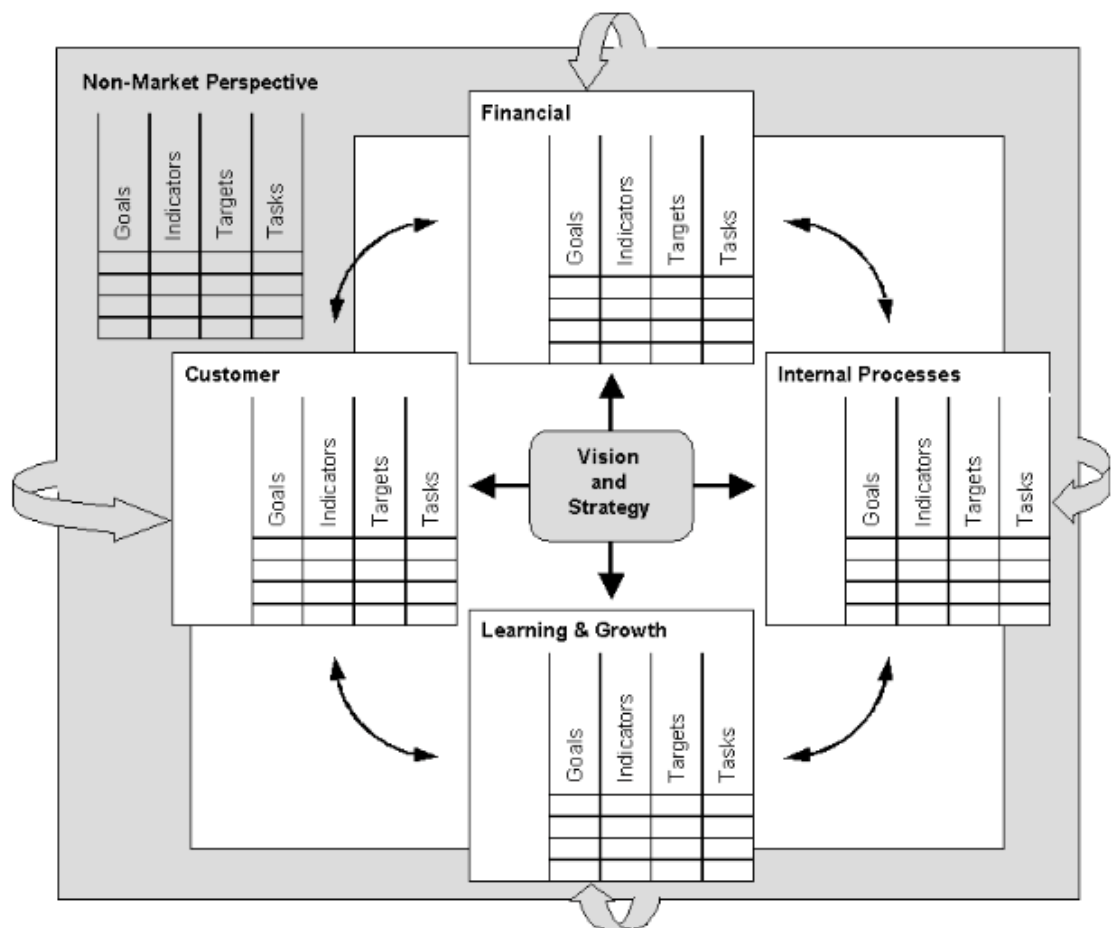 Non-Market Perspective
Goals
Indicators
Targets
Tasks
Financial
Goals
Indicators
Targets
Tasks
Customer
Goals
Indicators
Targets
Tasks
Vision
and
Strategy
Internal Processes
Goals
Indicators
Targets
Tasks
Learning & Growth
Goals
Indicators
Targets
Tasks